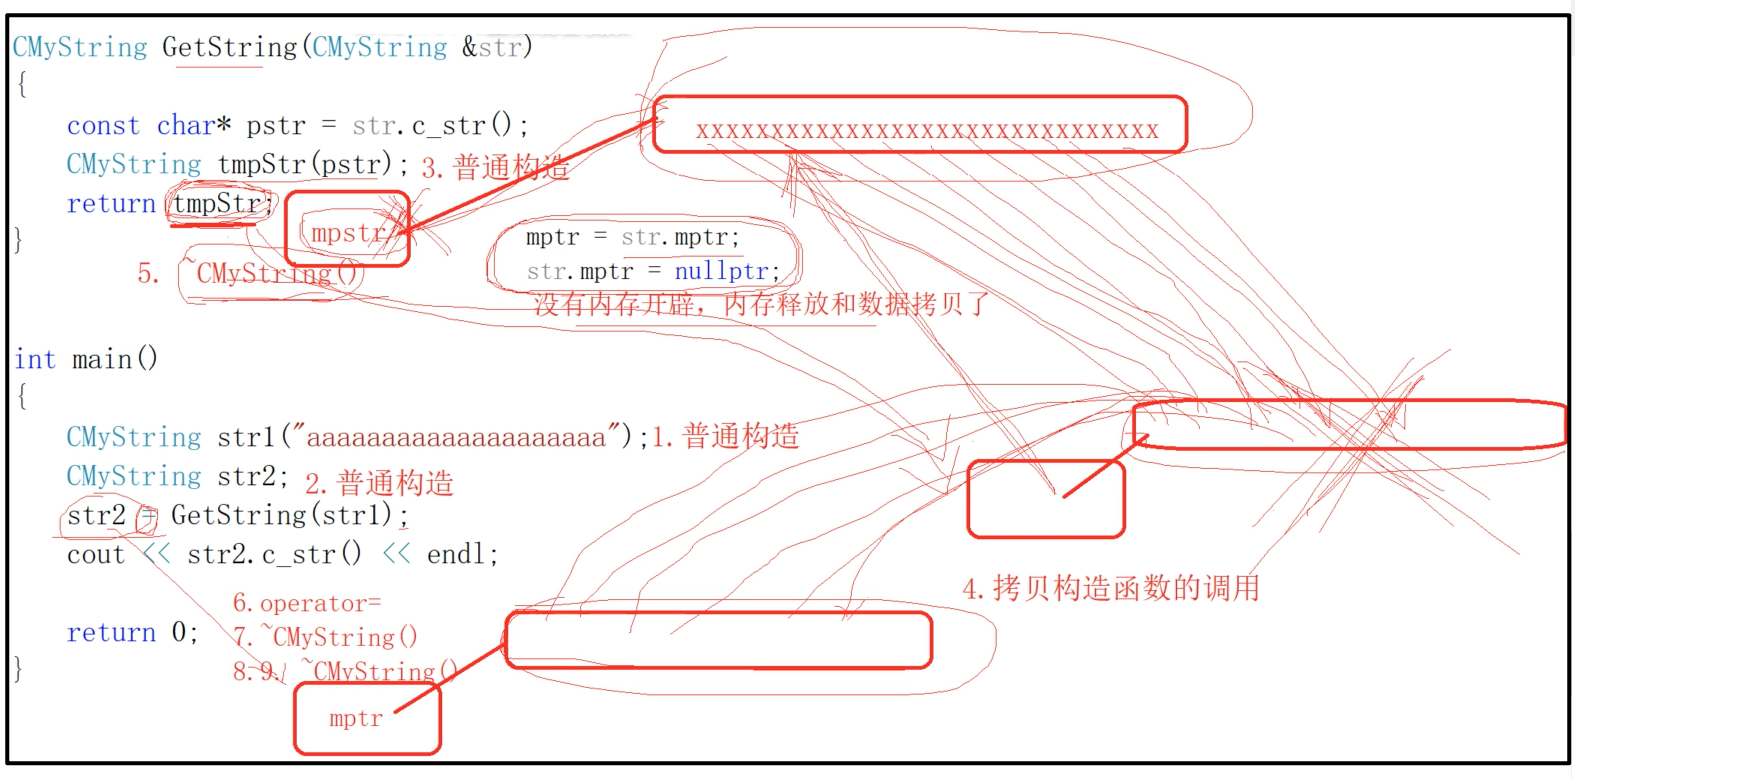 CMyString GetString(CMyString &str)
{
const char* pstr = str.c_str();
xxxxxxxxxxxxxxxxxxxxxxxxxxxxxxx
CMyString tmpStr(pstr); 3.普通构造
return tmpStr;
mpstr
}
mptr = str.mptr;
5. ~CMyString()
str.mptr = nullptr;
没有内存开辟，内存释放和数据拷贝了
int main()
{
CMyString str1("aaaaaaaaaaaaaaaaaaaa");1.普通构造
CMyString str2; 2.普通构造
str2 = GetString(str1);
cout << str2.c_str() << endl;
4.拷贝构造函数的调用
6.operator=
return 0;
7.~CMyString()
8.9. ~CMyString()
}
mptr